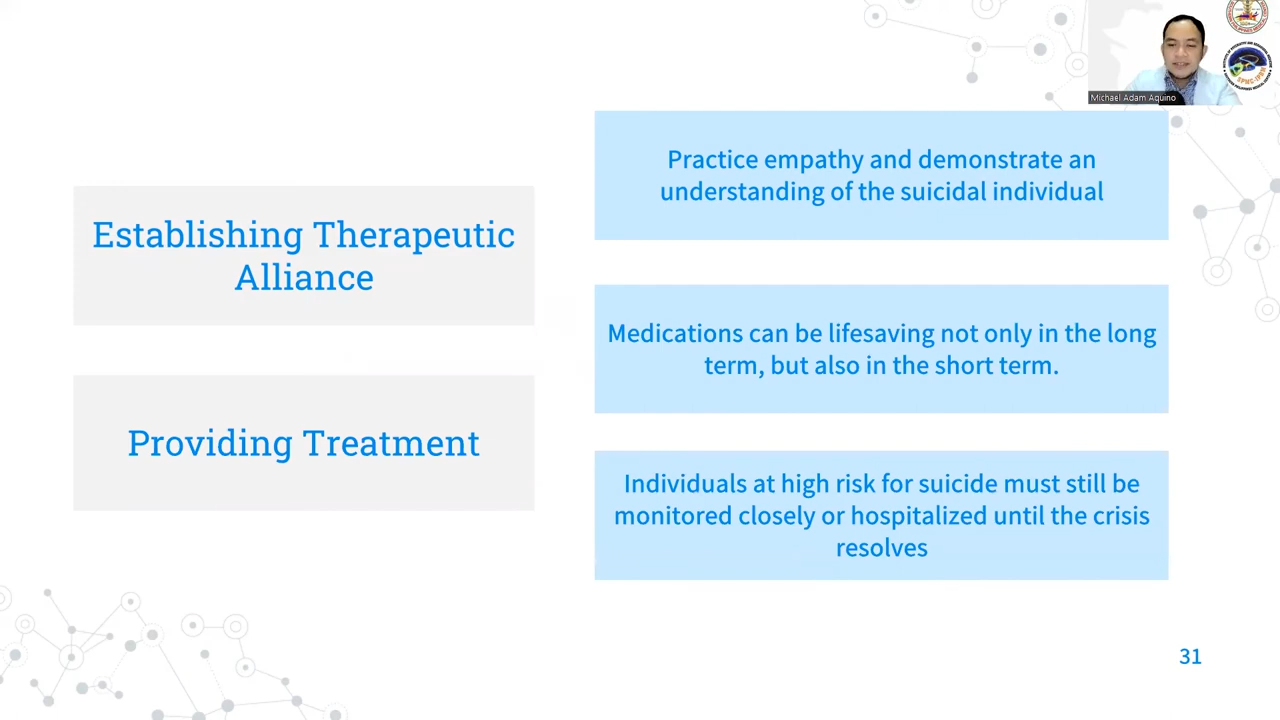 Establishing Therapeutic
Alliance
Providing Treatment
Practice empathy and demonstrate an
understanding of the suicidal individual
Medications can be lifesaving not only in the long
term, but also in the short term.
Individuals at high risk for suicide must still be
monitored closely or hospitalized until the crisis
resolves
Michael Adam Aquino
SPMC-IPBM
31